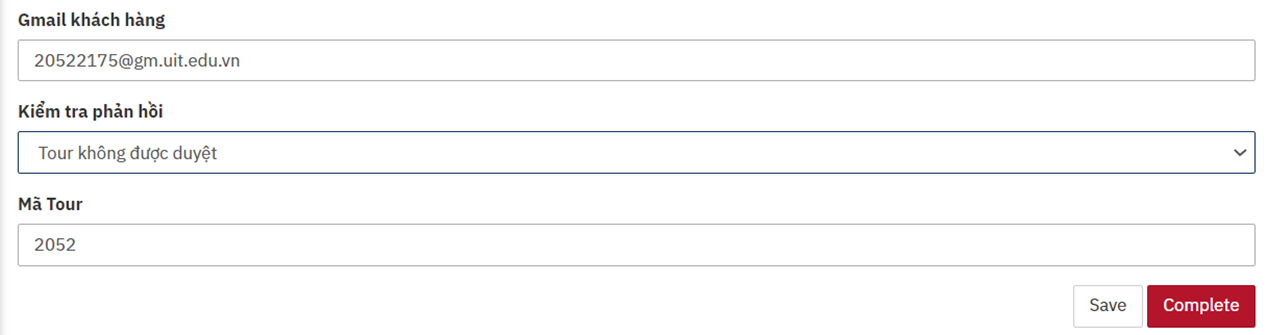 Gmail khách hàng
20522175@gm.uit.edu.vn
Kiểm tra phản hồi
Tour không được duyệt
Mã Tour
2052
Save Complete